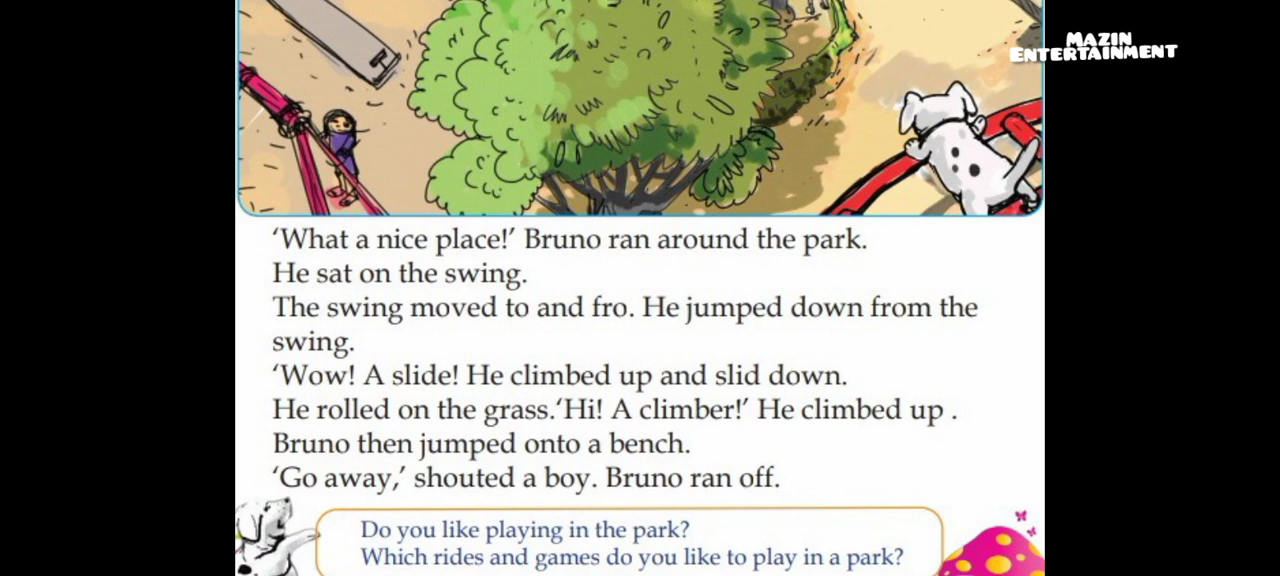 MAZIN
ENTERTAINMENT
‘What a nice place!’ Bruno ran around the park.
He sat on the swing.
The swing moved to and fro. He jumped down from the
swing.
‘Wow! A slide! He climbed up and slid down.
He rolled on the grass.‘Hi! A climber!’ He climbed up .
Bruno then jumped onto a bench.
‘Go away,’ shouted a boy. Bruno ran off.
Do you like playing in the park?
Which rides and games do you like to play in a park?